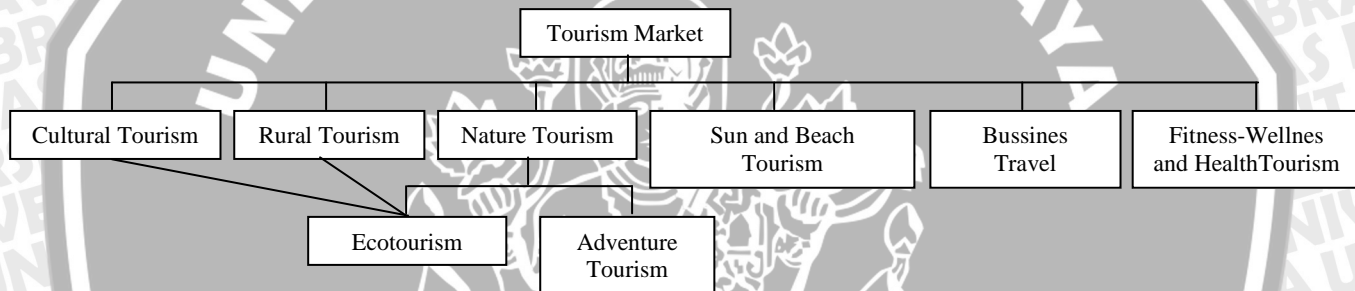 Tourism Market
Cultural Tourism
Rural Tourism
Nature Tourism
Sun and Beach
Tourism
Bussines
Travel
Fitness-Wellnes
and HealthTourism
Ecotourism
Adventure
Tourism